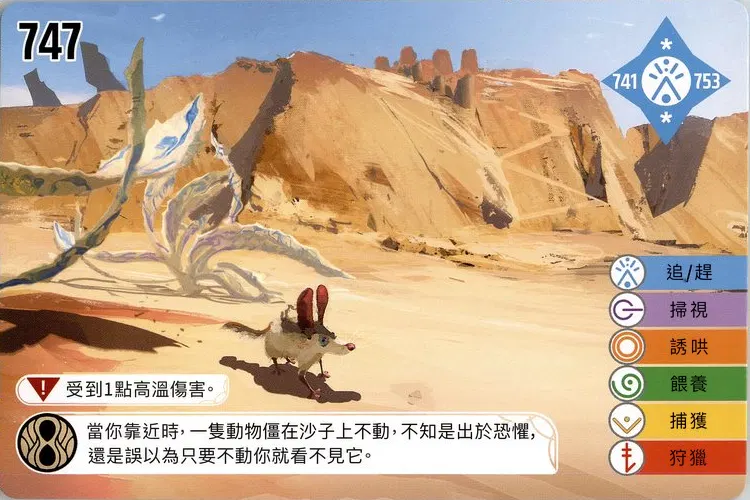 747
*
741 753
*
追/趕
掃視
誘哄
餵養
捕獲
狩獵
! 受到1點高溫傷害。
當你靠近時,一隻動物僵在沙子上不動,不知是出於恐懼,
還是誤以為只要不動你就看不見它。